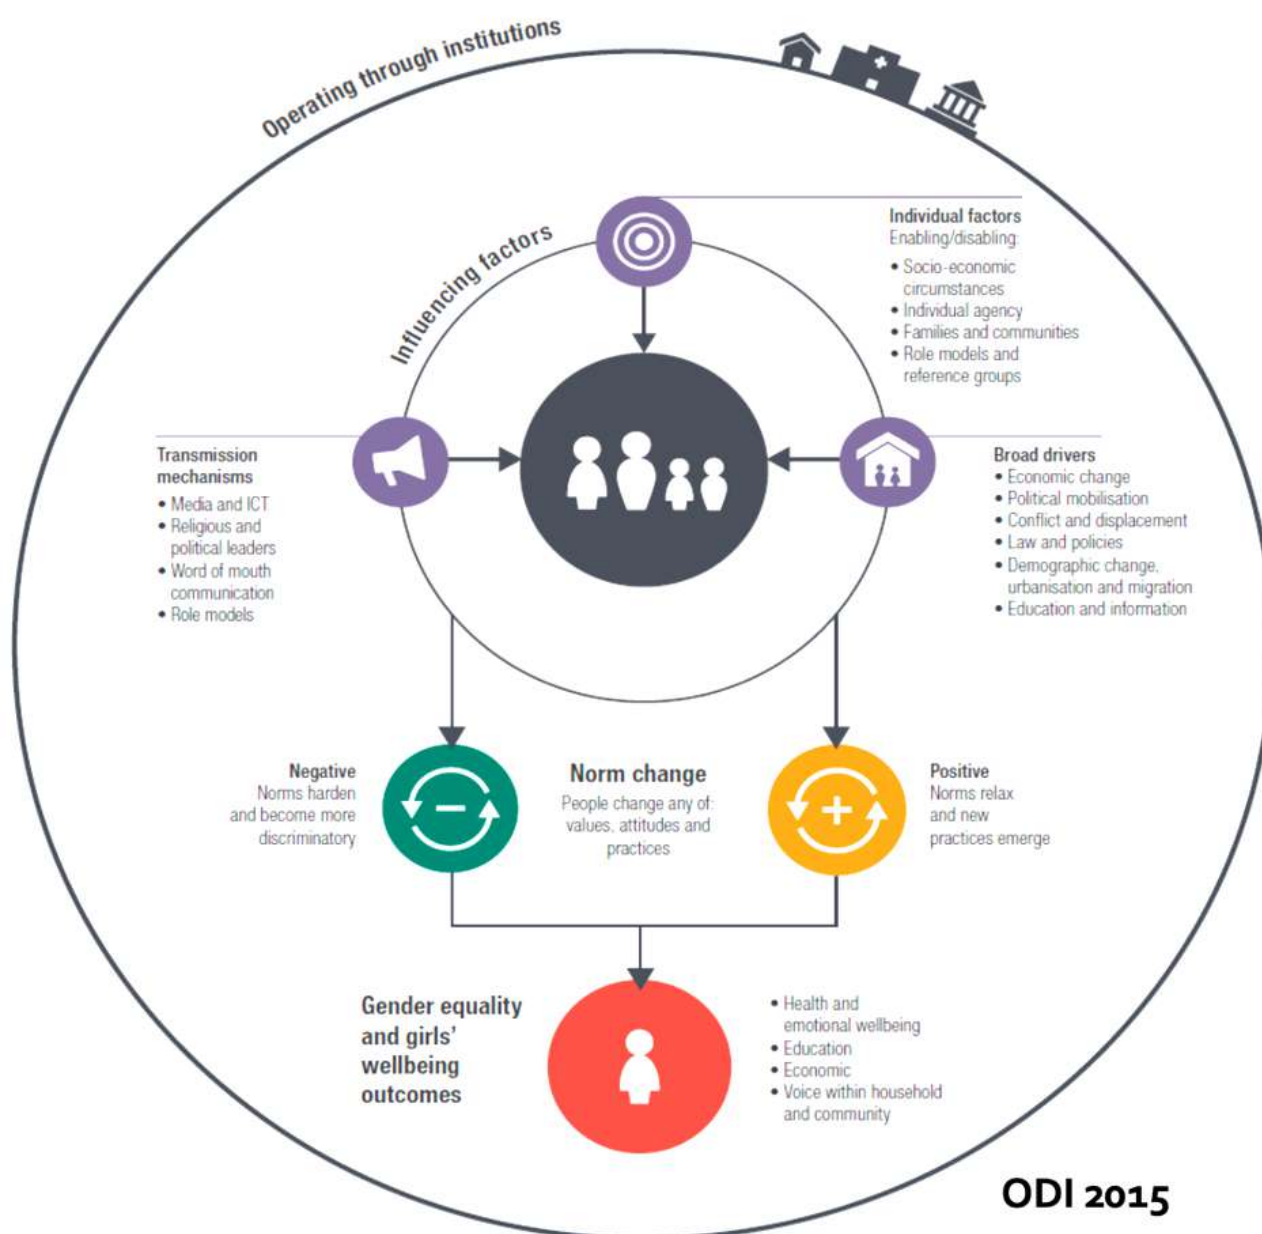 Operating through institutions
Influencing factors
Individual factors
Enabling/disabling:
• Socio-economic
circumstances
• Individual agency
• Families and communities
• Role models and
reference groups
Transmission
mechanisms
• Media and ICT
• Religious and
political leaders
• Word of mouth
communication
• Role models
Broad drivers
• Economic change
• Political mobilisation
• Conflict and displacement
• Law and policies
• Demographic change,
urbanisation and migration
• Education and information
Negative
Norms harden
and become more
discriminatory
Norm change
People change any of:
values, attitudes and
practices
Positive
Norms relax
and new
practices emerge
Gender equality
and girls'
wellbeing
outcomes
• Health and
emotional wellbeing
• Education
• Economic
• Voice within household
and community
ODI 2015